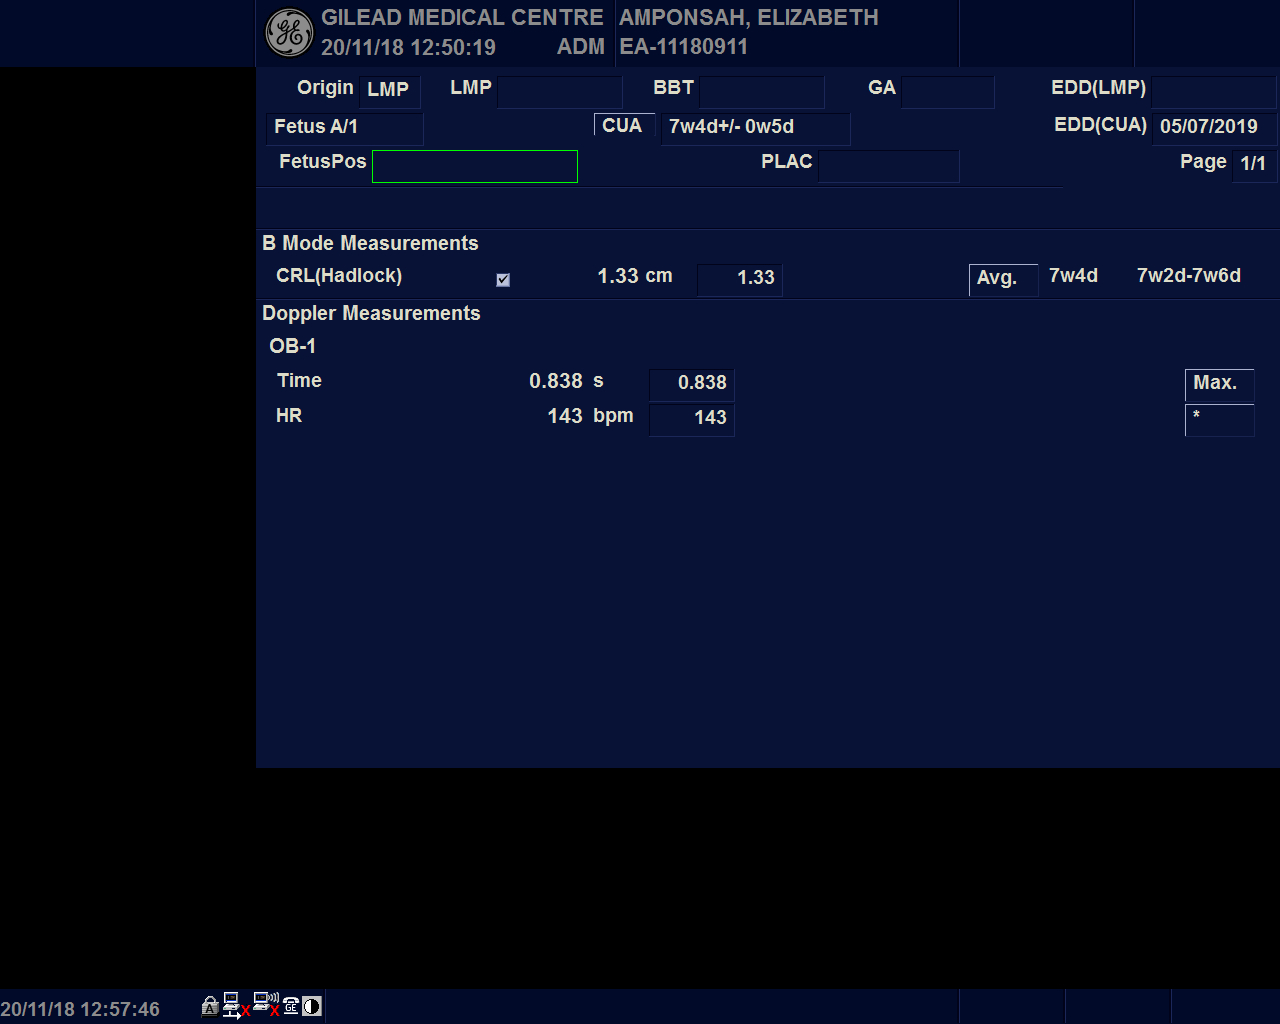 GILEAD MEDICAL CENTRE AMPONSAH, ELIZABETH
20/11/18 12:50:19 ADM EA-11180911
Origin LMP LMP BBT GA EDD(LMP)
Fetus A/1 CUA 7w4d+/- 0w5d EDD(CUA) 05/07/2019
FetusPos PLAC Page 1/1
B Mode Measurements
CRL(Hadlock) 1.33 cm 1.33 Avg. 7w4d 7w2d-7w6d
Doppler Measurements
OB-1
Time 0.838 s 0.838 Max.
HR 143 bpm 143 *
20/11/18 12:57:46 A GE